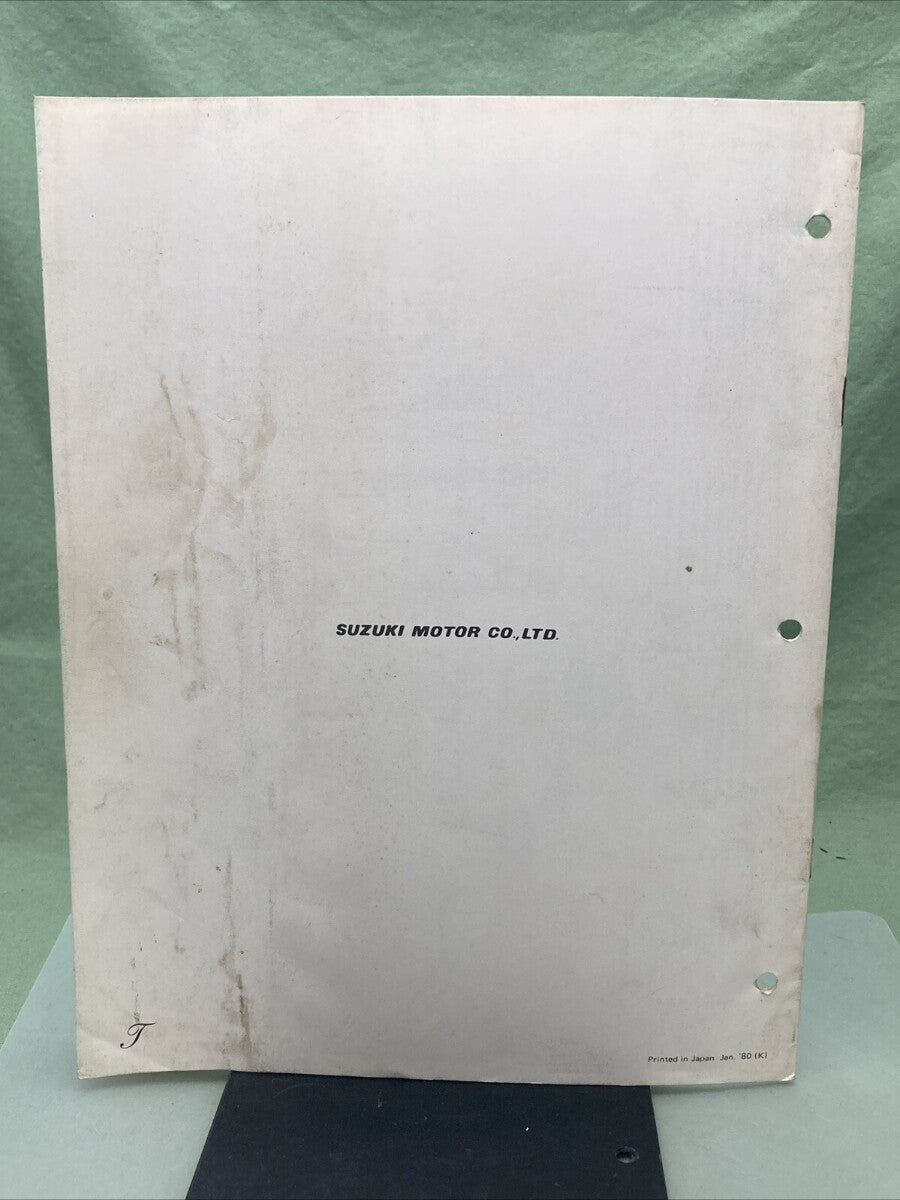 SUZUKI MOTOR CO.,LTD.
T
Printed in Japan Jan. '80 (K)